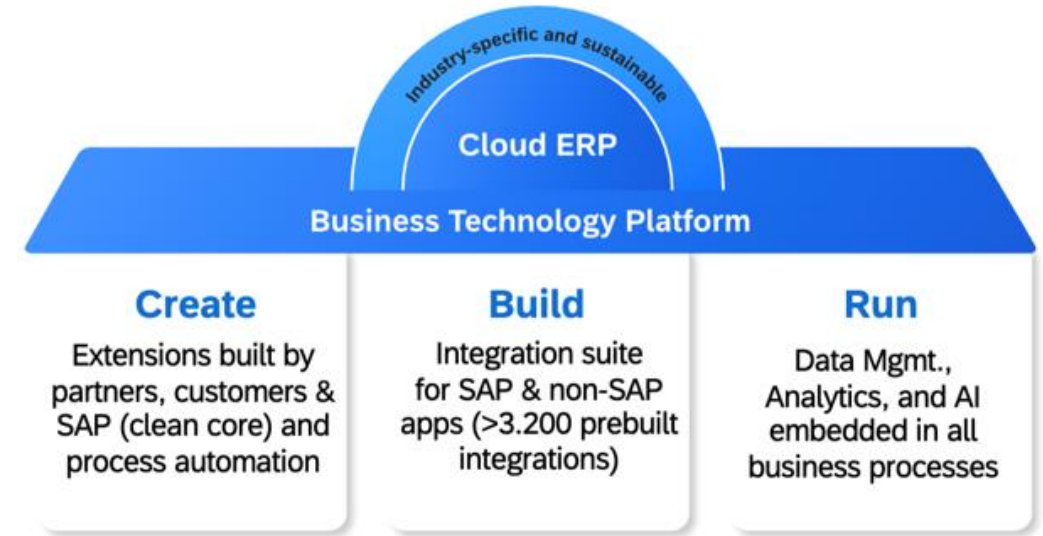 Industry-specific and sustainable
Cloud ERP
Business Technology Platform
Create
Extensions built by
partners, customers &
SAP (clean core) and
process automation
Build
Integration suite
for SAP & non-SAP
apps (>3.200 prebuilt
integrations)
Run
Data Mgmt.,
Analytics, and AI
embedded in all
business processes